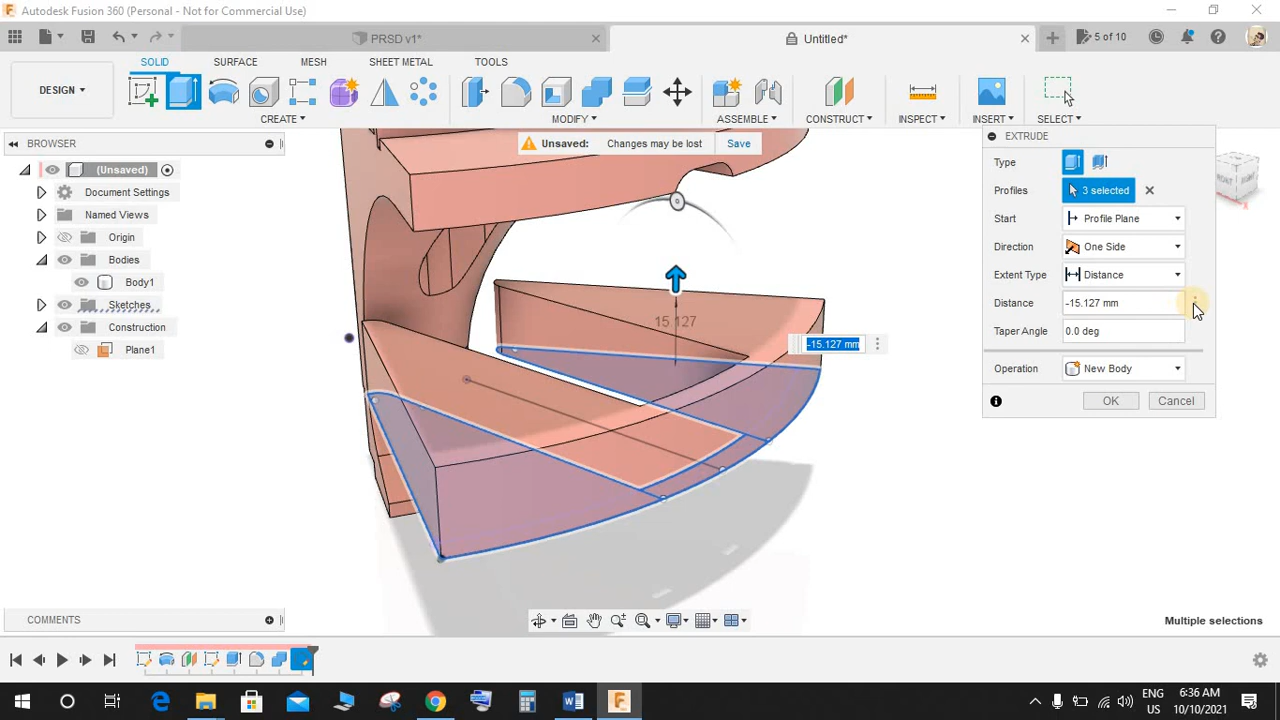 Autodesk Fusion 360 (Personal - Not for Commercial Use)
PRSD v1*
Untitled*
5 of 10
DESIGN
SOLID
SURFACE
MESH
SHEET METAL
TOOLS
CREATE
MODIFY
ASSEMBLE
CONSTRUCT
INSPECT
INSERT
SELECT
BROWSER
Unsaved: Changes may be lost Save
(Unsaved)
Document Settings
Named Views
Origin
Bodies
Body1
Sketches
Construction
Plane1
15.127
-15.127 mm
FRONT
RIGHT
EXTRUDE
Type
Profiles 3 selected
Start Profile Plane
Direction One Side
Extent Type Distance
Distance -15.127 mm
Taper Angle 0.0 deg
Operation New Body
OK Cancel
COMMENTS
Multiple selections
ENG
US
6:36 AM
10/10/2021